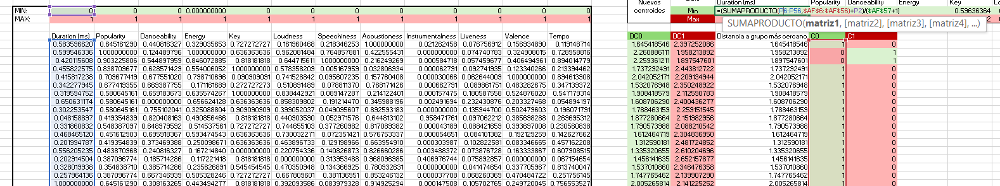 Nuevos Duration (ms) Popularity Danceability Energy Key
MIN: 0 0 0 0.000000000 0 0 0 0 0 0 0 0 centroides Min =(SUMAPRODUCTO(P6:P56,$AF$6:$AF$56)+P2)/($AF$57+1) 0.59636364
MAX: 1 1 1 1 1 1 1 1 1 1 1 1 Max SUMAPRODUCTO(matriz1, [matriz2], [matriz3], [matriz4], ...)
Duration (ms) Popularity Danceability Energy Key Loudness Speechiness Acousticness Instrumentalness Liveness Valence Tempo DC0 DC1 Distancia a grupo más cercano C0 C1
0.583596620 0.645161290 0.440816327 0.329035653 0.727272727 0.161960468 0.218346253 1.000000000 0.021262458 0.076756912 0.156934890 0.119148714 1.645418546 2.397252086 1.645418546 1 0
0.539546336 1.000000000 0.124489796 1.000000000 0.636363636 0.962081284 0.764857881 0.422555431 0.000000000 0.074740783 0.324908015 0.728958816 2.260886111 1.958213892 1.958213892 0 1
0.420115608 0.903225806 0.544897959 0.846072885 0.818181818 0.644715611 0.000000000 0.216249269 0.000584718 0.057459677 0.406494961 0.894014779 2.259361211 1.897547601 1.897547601 0 1
0.455822575 0.838709677 0.628571429 0.554006052 1.000000000 0.578358209 0.005167959 0.032806934 0.000062791 0.092741935 0.123340266 0.213394462 1.737292491 2.443812722 1.737292491 1 0
0.415817238 0.709677419 0.677551020 0.798710696 0.090909091 0.741528842 0.095607235 0.157760408 0.000030066 0.062644009 1.000000000 0.894613908 2.042052171 2.209134944 2.042052171 1 0
0.342277945 0.677419355 0.669387755 0.171161689 0.272727273 0.510891489 0.078811370 0.768171426 0.000662791 0.089861751 0.483282675 0.347139372 1.532076948 2.350248922 1.532076948 1 0
0.319594752 0.580645161 0.659183673 0.635574267 1.000000000 0.838442921 0.089147287 0.214122401 0.000157475 0.180587558 0.524876020 0.547179314 1.908418579 2.112590783 1.908418579 1 0
0.650631174 0.580645161 0.000000000 0.656624128 0.636363636 0.858309802 0.191214470 0.345988196 0.002491694 0.232430876 0.203327468 0.054894197 1.608706290 2.400436277 1.608706290 1 0
0.302253547 0.580645161 0.755102041 0.325088804 0.909090909 0.399052037 0.049095607 0.892593183 0.000000000 0.135944700 0.502479603 0.196071791 1.788463159 2.259151545 1.788463159 1 0
0.048158897 0.419354839 0.820408163 0.490856466 0.818181818 0.440903590 0.052971576 0.644813102 0.958471761 0.097062212 0.385698288 0.269695312 1.877280664 2.151982956 1.877280664 1 0
0.331860832 0.548387097 0.648979592 0.514537561 0.727272727 0.744655103 0.377260982 0.817089382 0.000043189 0.088421659 0.393697008 0.230560838 1.790573988 2.088210542 1.790573988 1 0
0.468465120 0.451612903 0.695918367 0.593474543 0.636363636 0.730032271 0.072351421 0.576753337 0.000054651 0.084101382 0.192129259 0.142627662 1.612464719 2.304836950 1.612464719 1 0
0.201994787 0.419354839 0.373469388 0.250098671 0.636363636 0.463896733 0.129198966 0.663954910 0.000303987 0.102822581 0.083346665 0.457162208 1.312590181 2.481724852 1.312590181 1 0
0.556205235 0.483870968 0.240816327 0.167214840 0.000000000 0.220754336 0.140826873 0.826660286 0.003488372 0.073876728 0.163333867 0.607908515 1.335320655 2.610204696 1.335320655 1 0
0.202914504 0.387096774 0.185714286 0.117221418 0.818181818 0.000000000 0.313953488 0.968096985 0.406976744 0.075892857 0.000000000 0.067154654 1.456141635 2.652157877 1.456141635 1 0
0.328019938 0.354838710 0.385714286 0.235626891 0.545454545 0.470350948 0.134366925 0.780932631 0.000000000 0.041474654 0.337705967 0.813740047 1.537010860 2.346476358 1.537010860 1 0
0.257964136 0.387096774 0.667346939 0.505328246 0.727272727 0.667809601 0.381136951 0.853246132 0.000037708 0.068260369 0.470484722 0.251756145 1.747765462 2.139907290 1.747765462 1 0
1.000000000 0.645161290 0.308163265 0.443494277 0.818181818 0.392093586 0.083979328 0.914925294 0.000147508 0.105702765 0.249720045 0.756553527 2.005265814 2.141225252 2.005265814 1 0